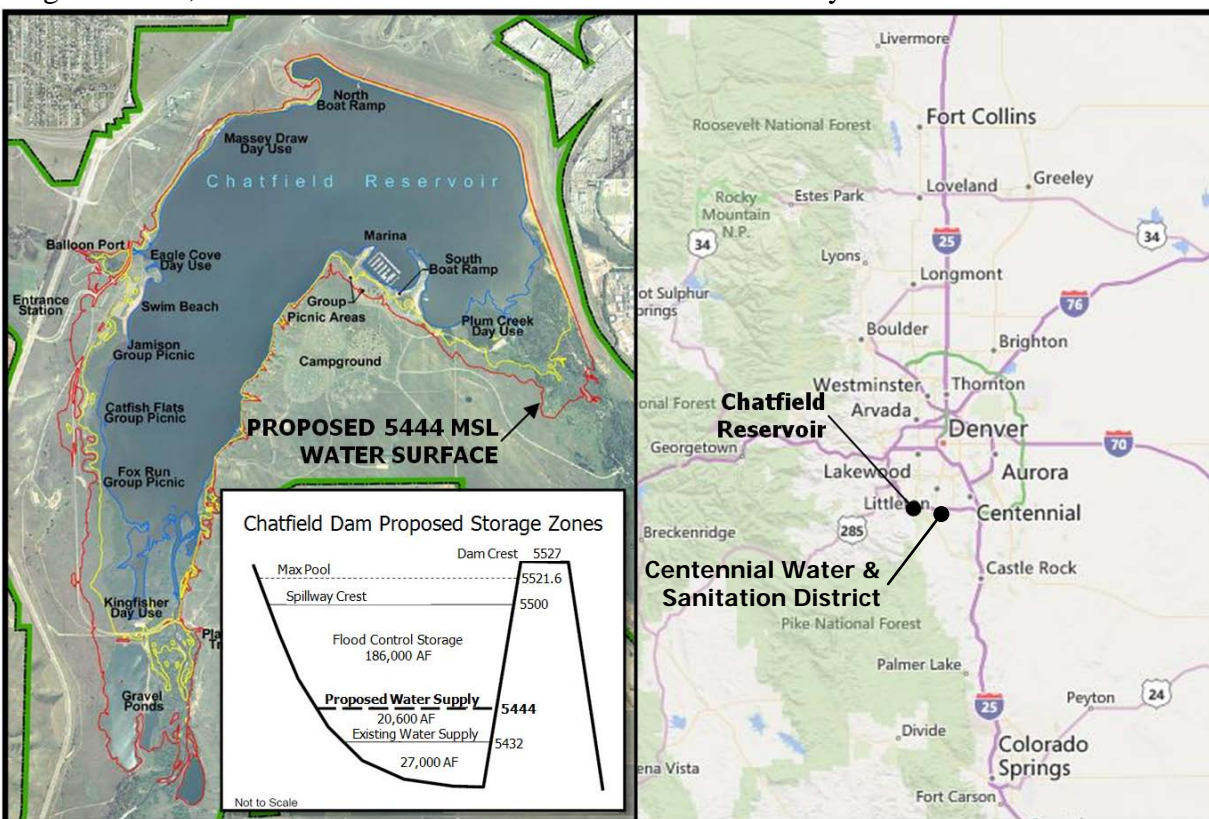 North
Boat Ramp
Massey Draw
Day Use
Chatfield Reservoir
Marina
Balloon Port
Eagle Cove
Day Use
South
Boat Ramp
Entrance
Station
Swim Beach
Group
Picnic Areas
Plum Creek
Day Use
Jamison
Group Picnic
Campground
Catfish Flats
Group Picnic
PROPOSED 5444 MSL
WATER SURFACE
Fox Run
Group Picnic
Kingfisher
Day Use
Gravel
Ponds
Chatfield Dam Proposed Storage Zones
Dam Crest 5527
Max Pool
5521.6
Spillway Crest
5500
Flood Control Storage
186,000 AF
Proposed Water Supply
5444
20,600 AF
Existing Water Supply
5432
27,000 AF
Not to Scale
Livermore
Fort Collins
Roosevelt National Forest
Loveland
Greeley
Estes Park
Rocky
Mountain
N.P.
34
25
34
Lyons
Longmont
76
Boulder
Brighton
Westminster
Thornton
Chatfield
Reservoir
Arvada
Denver
Georgetown
70
Lakewood
Aurora
Centennial
Breckenridge
285
Castle Rock
Centennial Water &
Sanitation District
Pike National Forest
Palmer Lake
25
Peyton
24
Divide
Colorado
Springs
Fort Carson